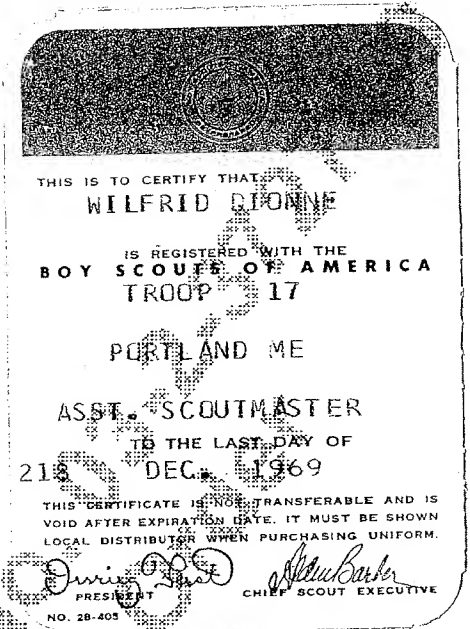 THIS IS TO CERTIFY THAT
WILFRID DIONNE
IS REGISTERED WITH THE
BOY SCOUTS OF AMERICA
TROOP 17
PORTLAND ME
ASST. SCOUTMASTER
TO THE LAST DAY OF
218 DEC. 1969
THIS CERTIFICATE IS NOT TRANSFERABLE AND IS
VOID AFTER EXPIRATION DATE. IT MUST BE SHOWN
LOCAL DISTRIBUTOR WHEN PURCHASING UNIFORM.
PRESIDENT
CHIEF SCOUT EXECUTIVE
NO. 28-405